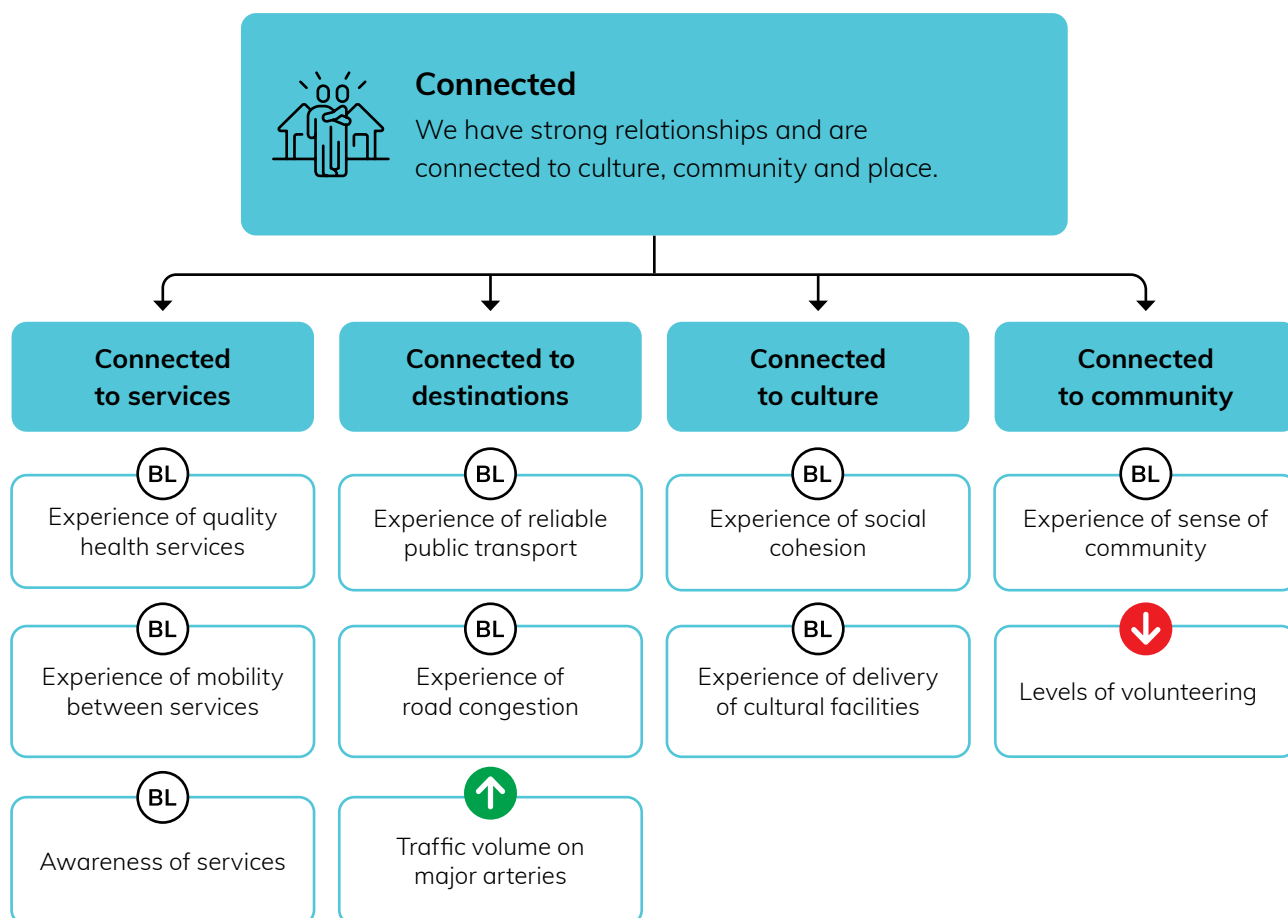 Connected
We have strong relationships and are
connected to culture, community and place.
Connected
to services
BL
Experience of quality
health services
BL
Experience of mobility
between services
BL
Awareness of services
Connected to
destinations
BL
Experience of reliable
public transport
BL
Experience of
road congestion
Traffic volume on
major arteries
Connected
to culture
BL
Experience of social
cohesion
BL
Experience of delivery
of cultural facilities
Connected
to community
BL
Experience of sense of
community
Levels of volunteering